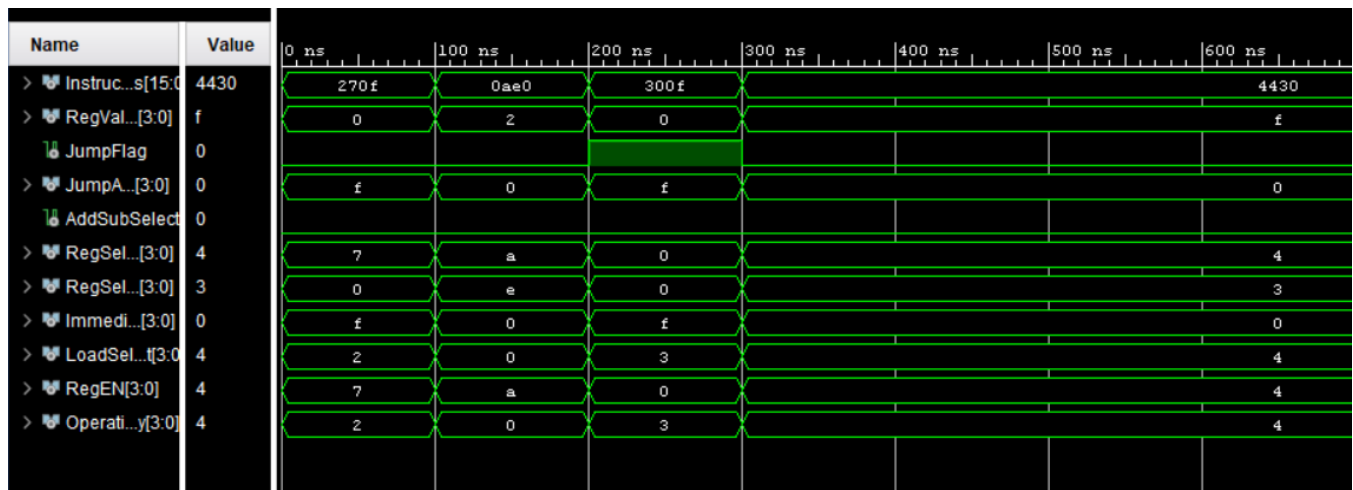 Name Value 0 ns 100 ns 200 ns 300 ns 400 ns 500 ns 600 ns
Instruc...s[15:0 4430 270f 0ae0 300f 4430
RegVal...[3:0] f 0 2 0 f
JumpFlag 0
JumpA...[3:0] 0 f 0 f 0
AddSubSelect 0
RegSel...[3:0] 4 7 a 0 4
RegSel...[3:0] 3 0 e 0 3
Immedi...[3:0] 0 f 0 f 0
LoadSel...t[3:0 4 2 0 3 4
RegEN[3:0] 4 7 a 0 4
Operati...y[3:0] 4 2 0 3 4